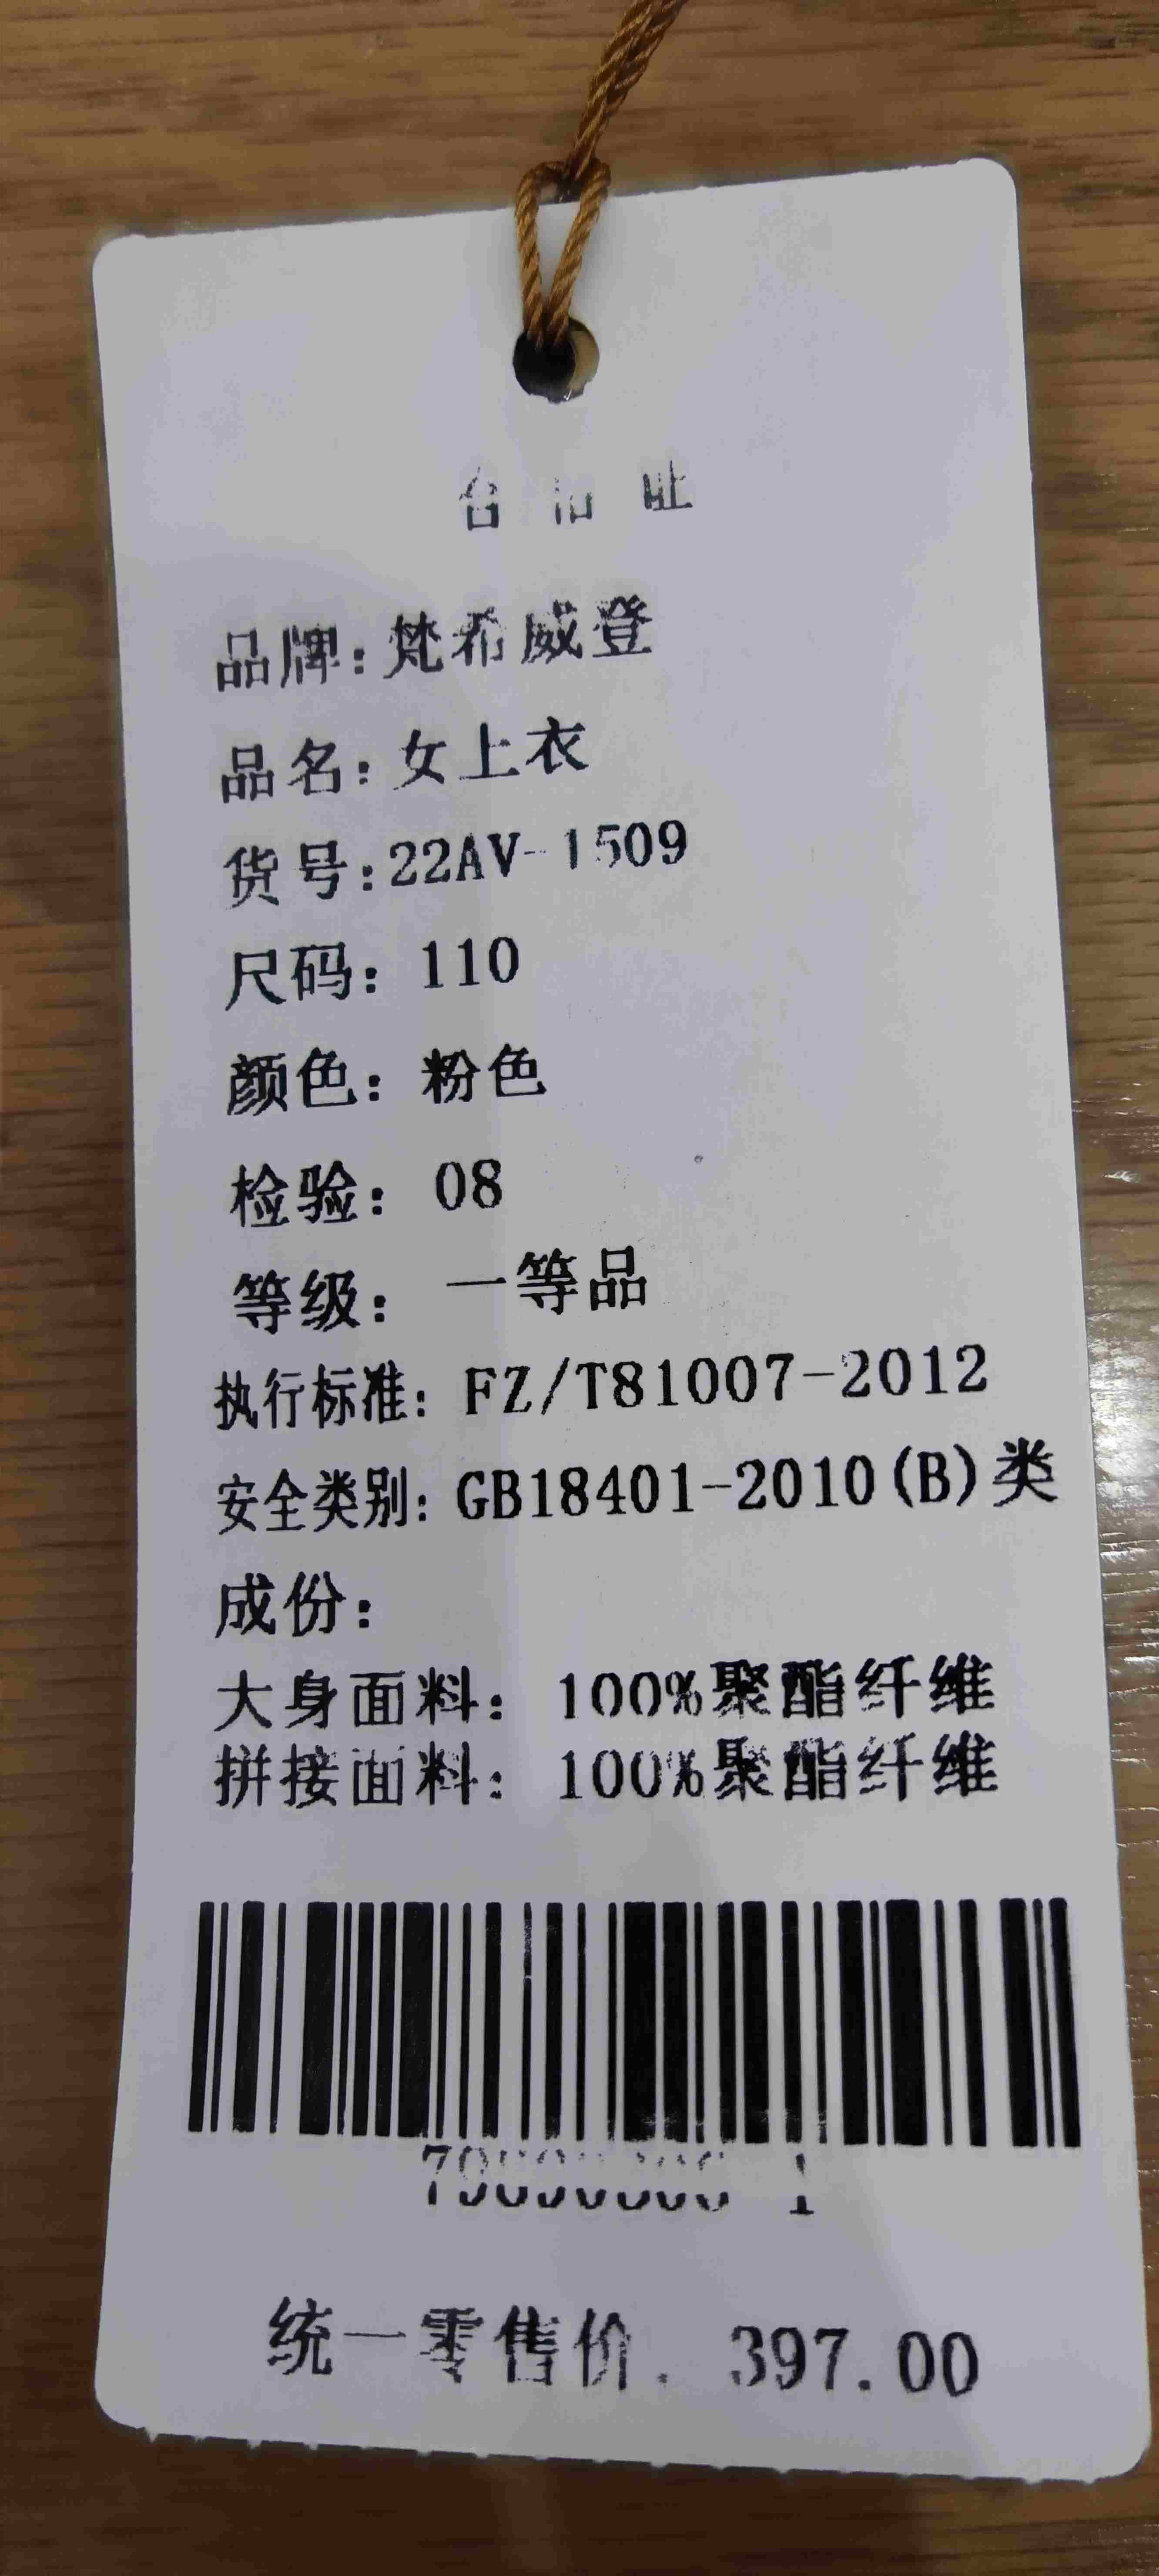 品牌：梵希威登
品名：女上衣
货号：22AV-1509
尺码：110
颜色：粉色
检验：08
等级：一等品
执行标准：FZ/T81007-2012
安全类别：GB18401-2010(B)类
成份：
大身面料：100%聚酯纤维
拼接面料：100%聚酯纤维
统一零售价：397.00